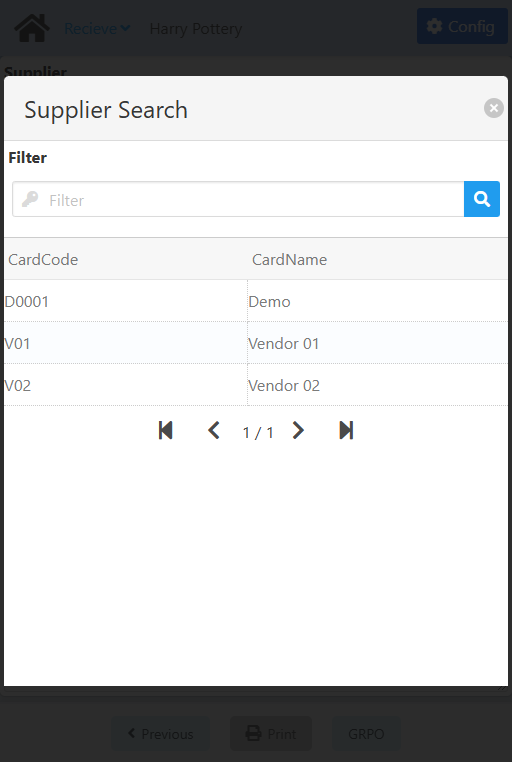 Recieve Harry Pottery Config
Supplier
Supplier Search
Filter
Filter
CardCode CardName
D0001 Demo
V01 Vendor 01
V02 Vendor 02
1 / 1
Previous Print GRPO